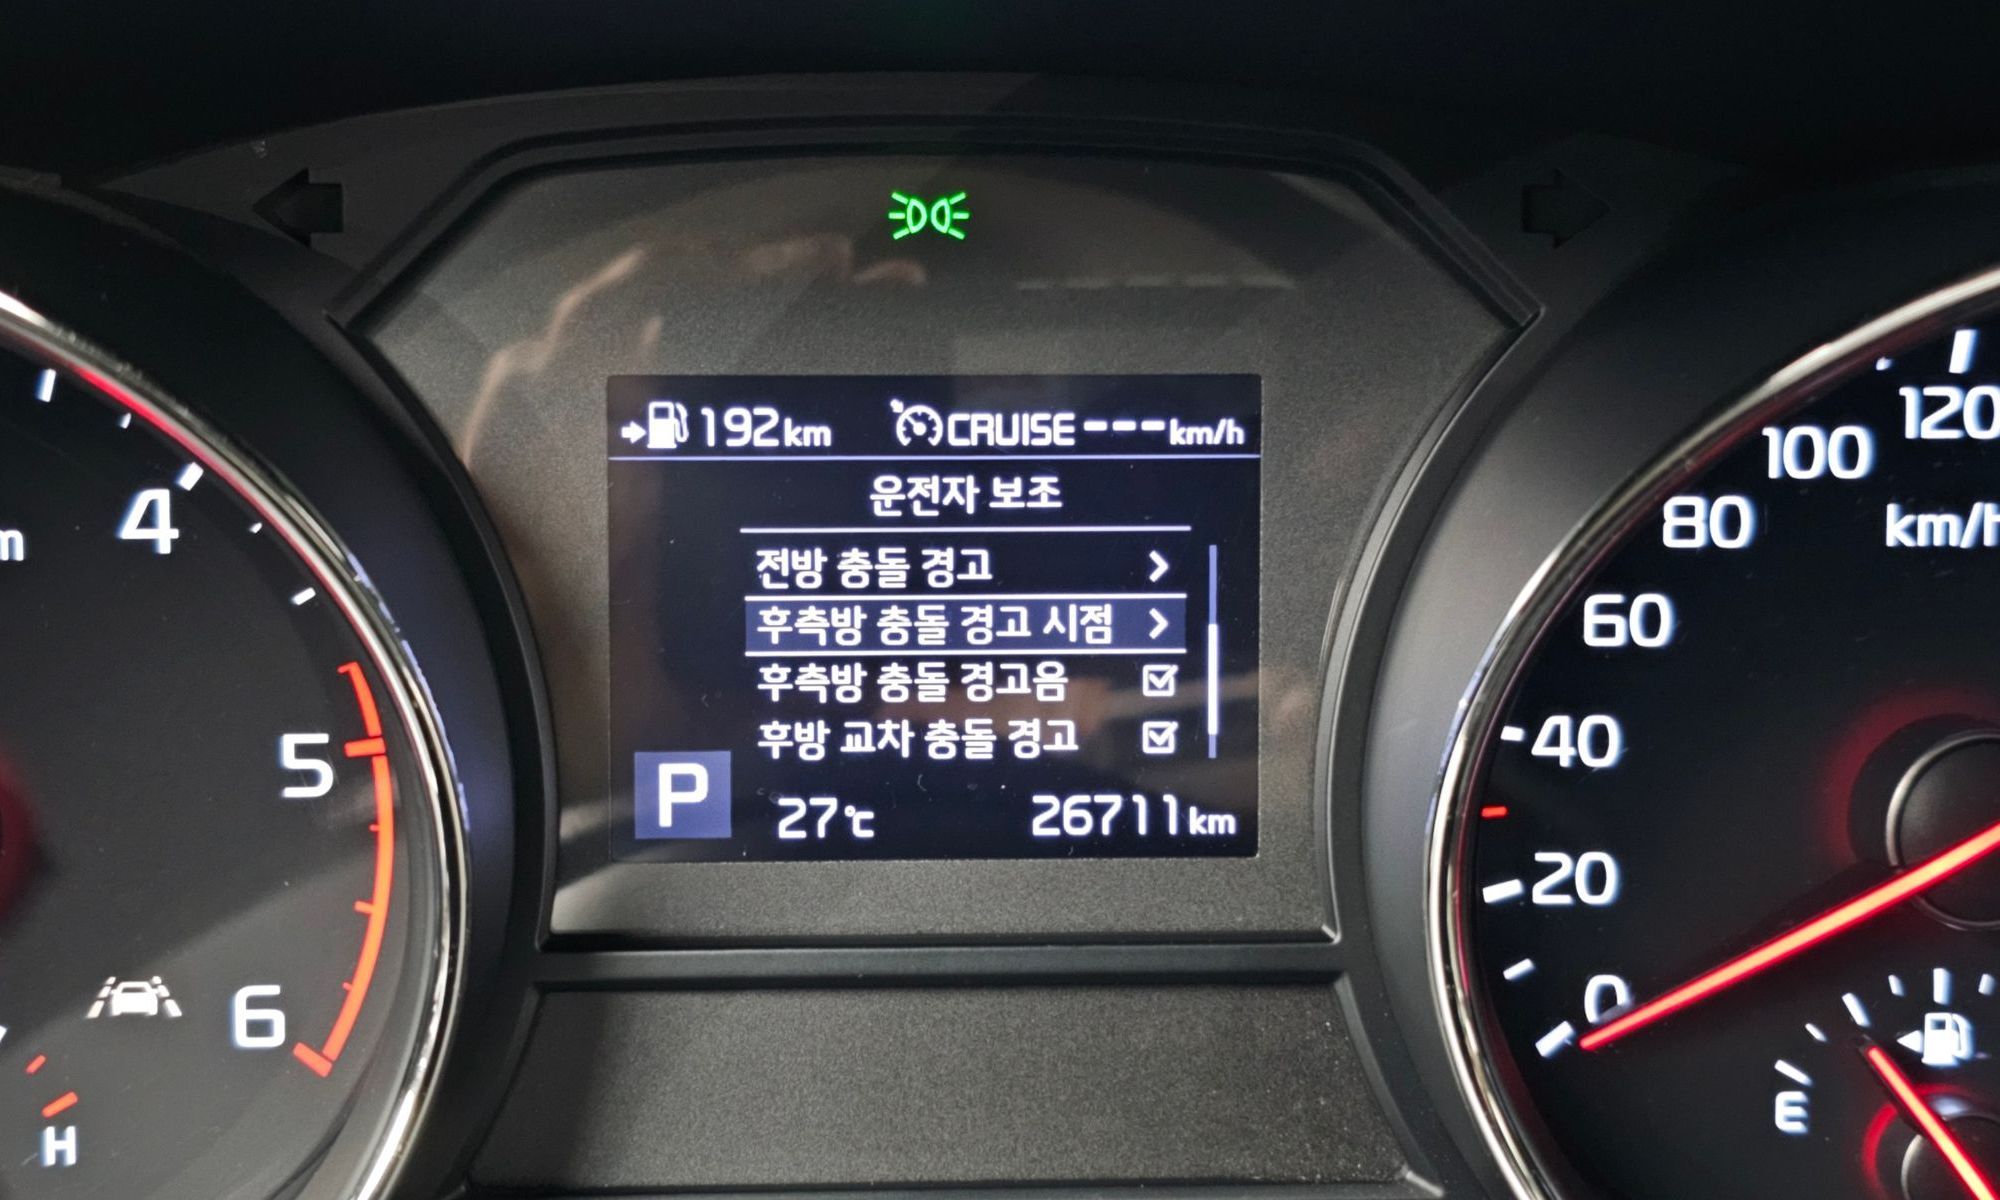 192km CRUISE---km/h
운전자 보조
전방 충돌 경고
후측방 충돌 경고 시점
후측방 충돌 경고음
후방 교차 충돌 경고
P 27℃ 26711km
4
5
6
H
120
100
80
km/h
60
40
20
0
E